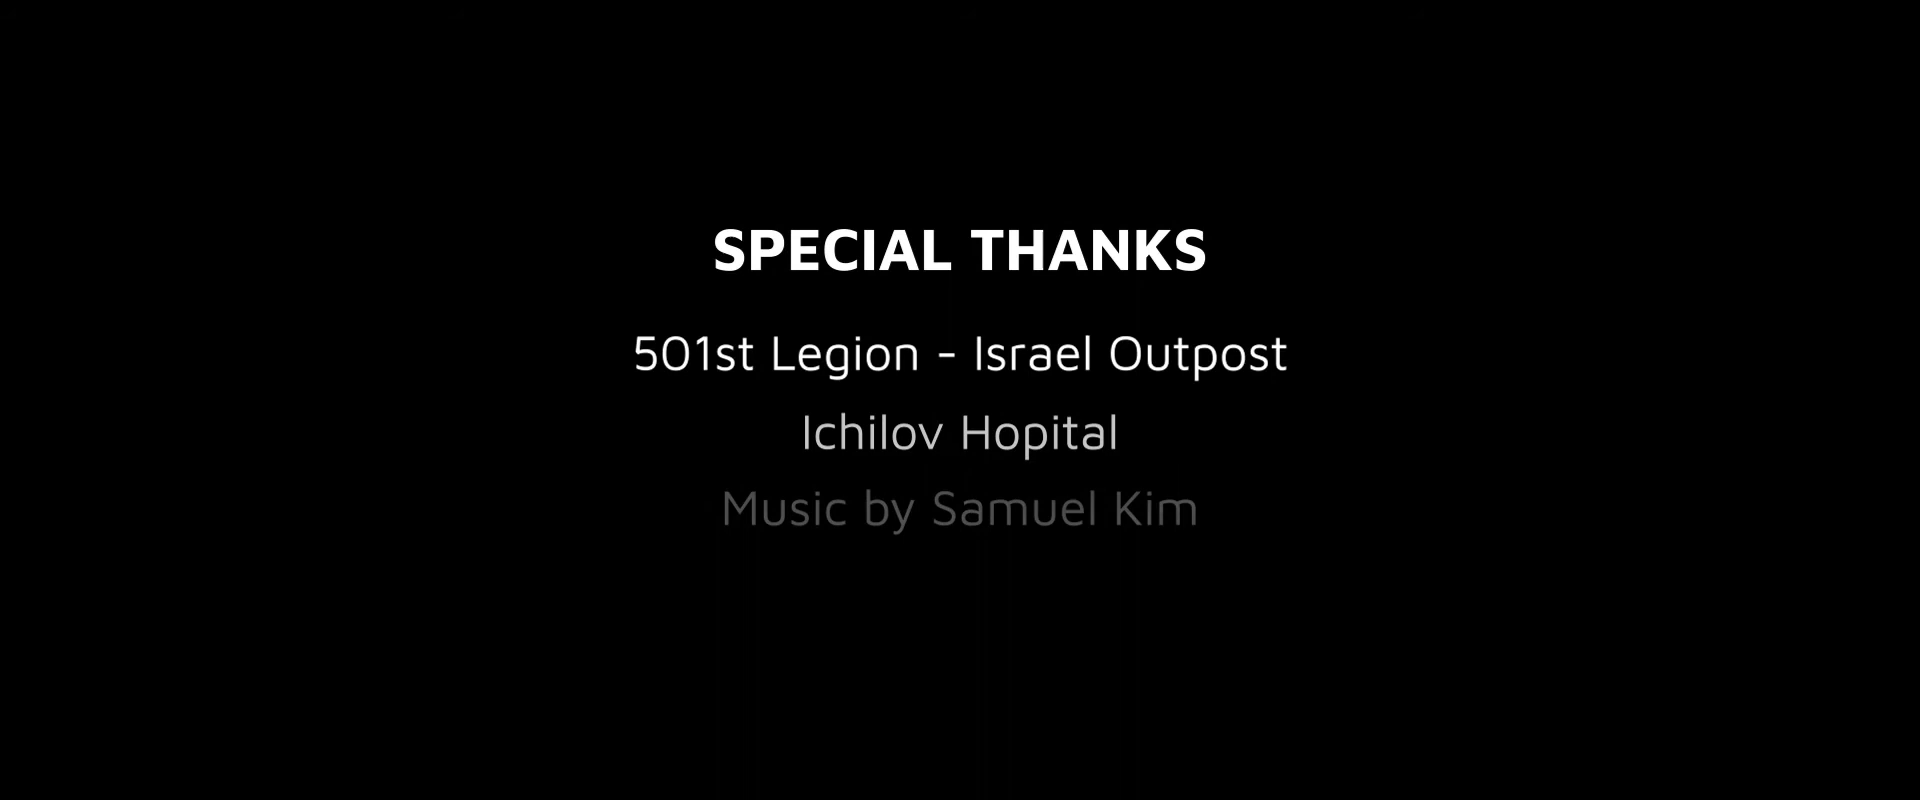 SPECIAL THANKS
501st Legion - Israel Outpost
Ichilov Hopital
Music by Samuel Kim